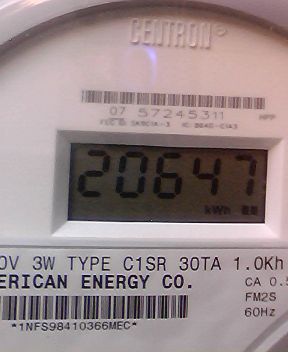 CENTRON®
07 57245311
20647
kWh
0V 3W TYPE C1SR 30TA 1.0Kh
ERICAN ENERGY CO.
CA 0.5
FM2S
60Hz
*1NFS98410366MEC*